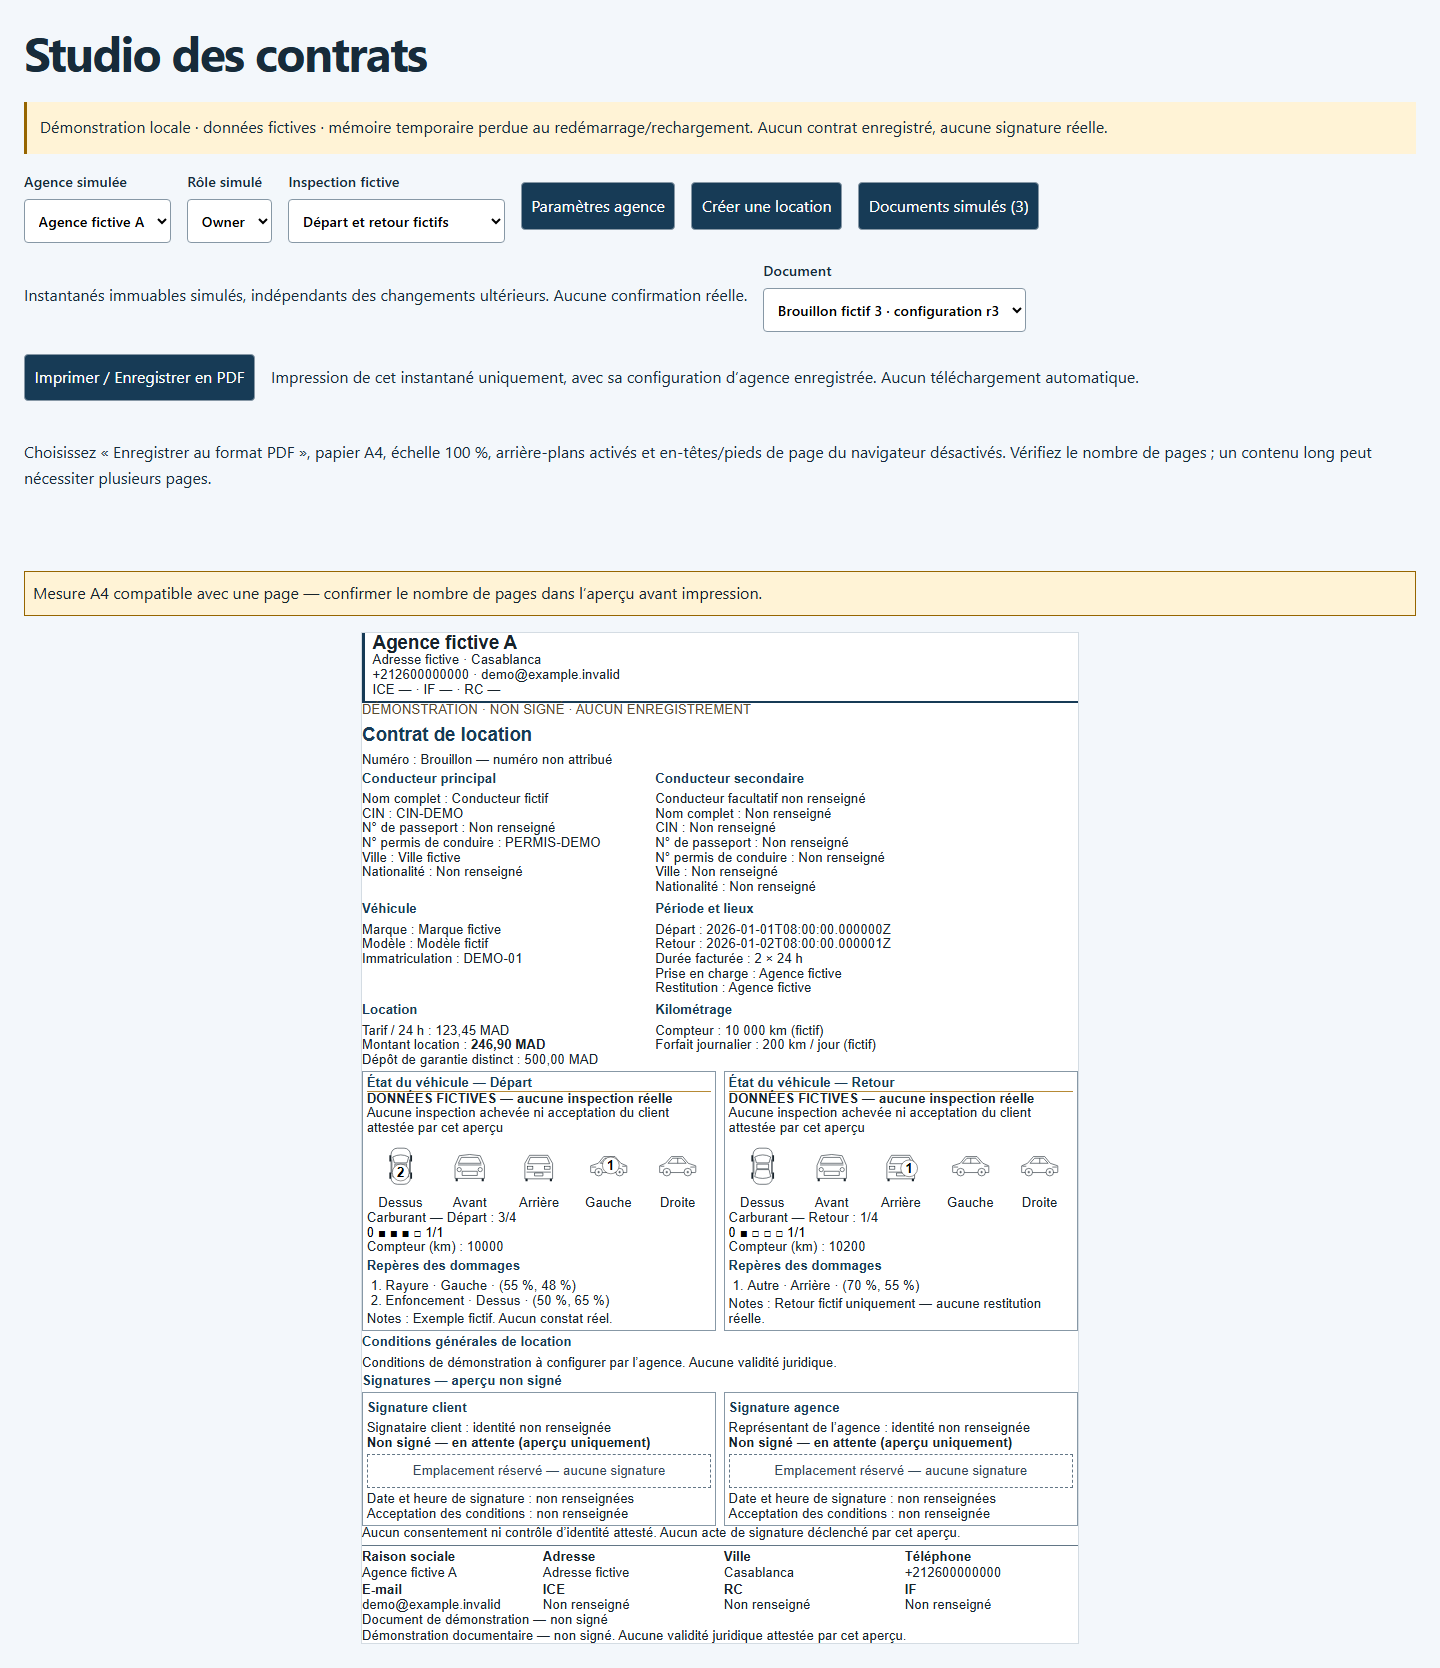 Studio des contrats
Démonstration locale · données fictives · mémoire temporaire perdue au redémarrage/rechargement. Aucun contrat enregistré, aucune signature réelle.
Agence simulée
Rôle simulé
Inspection fictive
Agence fictive A
Owner
Départ et retour fictifs
Paramètres agence
Créer une location
Documents simulés (3)
Document
Instantanés immuables simulés, indépendants des changements ultérieurs. Aucune confirmation réelle.
Brouillon fictif 3 · configuration r3
Imprimer / Enregistrer en PDF
Impression de cet instantané uniquement, avec sa configuration d’agence enregistrée. Aucun téléchargement automatique.
Choisissez « Enregistrer au format PDF », papier A4, échelle 100 %, arrière-plans activés et en-têtes/pieds de page du navigateur désactivés. Vérifiez le nombre de pages ; un contenu long peut
nécessiter plusieurs pages.
Mesure A4 compatible avec une page — confirmer le nombre de pages dans l’aperçu avant impression.
Agence fictive A
Adresse fictive · Casablanca
+212600000000 · demo@example.invalid
ICE — · IF — · RC —
DÉMONSTRATION · NON SIGNÉ · AUCUN ENREGISTREMENT
Contrat de location
Numéro : Brouillon — numéro non attribué
Conducteur principal
Nom complet : Conducteur fictif
CIN : CIN-DEMO
N° de passeport : Non renseigné
N° permis de conduire : PERMIS-DEMO
Ville : Ville fictive
Nationalité : Non renseigné
Conducteur secondaire
Conducteur facultatif non renseigné
Nom complet : Non renseigné
CIN : Non renseigné
N° de passeport : Non renseigné
N° permis de conduire : Non renseigné
Ville : Non renseigné
Nationalité : Non renseigné
Véhicule
Marque : Marque fictive
Modèle : Modèle fictif
Immatriculation : DEMO-01
Période et lieux
Départ : 2026-01-01T08:00:00.000000Z
Retour : 2026-01-02T08:00:00.000001Z
Durée facturée : 2 × 24 h
Prise en charge : Agence fictive
Restitution : Agence fictive
Location
Tarif / 24 h : 123,45 MAD
Montant location : 246,90 MAD
Dépôt de garantie distinct : 500,00 MAD
Kilométrage
Compteur : 10 000 km (fictif)
Forfait journalier : 200 km / jour (fictif)
État du véhicule — Départ
DONNÉES FICTIVES — aucune inspection réelle
Aucune inspection achevée ni acceptation du client
attestée par cet aperçu
2
1
Dessus
Avant
Arrière
Gauche
Droite
Carburant — Départ : 3/4
0 ■ ■ ■ □ 1/1
Compteur (km) : 10000
Repères des dommages
1. Rayure · Gauche · (55 %, 48 %)
2. Enfoncement · Dessus · (50 %, 65 %)
Notes : Exemple fictif. Aucun constat réel.
État du véhicule — Retour
DONNÉES FICTIVES — aucune inspection réelle
Aucune inspection achevée ni acceptation du client
attestée par cet aperçu
1
Dessus
Avant
Arrière
Gauche
Droite
Carburant — Retour : 1/4
0 ■ □ □ □ 1/1
Compteur (km) : 10200
Repères des dommages
1. Autre · Arrière · (70 %, 55 %)
Notes : Retour fictif uniquement — aucune restitution
réelle.
Conditions générales de location
Conditions de démonstration à configurer par l’agence. Aucune validité juridique.
Signatures — aperçu non signé
Signature client
Signataire client : identité non renseignée
Non signé — en attente (aperçu uniquement)
Emplacement réservé — aucune signature
Date et heure de signature : non renseignées
Acceptation des conditions : non renseignée
Signature agence
Représentant de l’agence : identité non renseignée
Non signé — en attente (aperçu uniquement)
Emplacement réservé — aucune signature
Date et heure de signature : non renseignées
Acceptation des conditions : non renseignée
Aucun consentement ni contrôle d’identité attesté. Aucun acte de signature déclenché par cet aperçu.
Raison sociale
Adresse
Ville
Téléphone
Agence fictive A
Adresse fictive
Casablanca
+212600000000
E-mail
ICE
RC
IF
demo@example.invalid
Non renseigné
Non renseigné
Non renseigné
Document de démonstration — non signé
Démonstration documentaire — non signé. Aucune validité juridique attestée par cet aperçu.